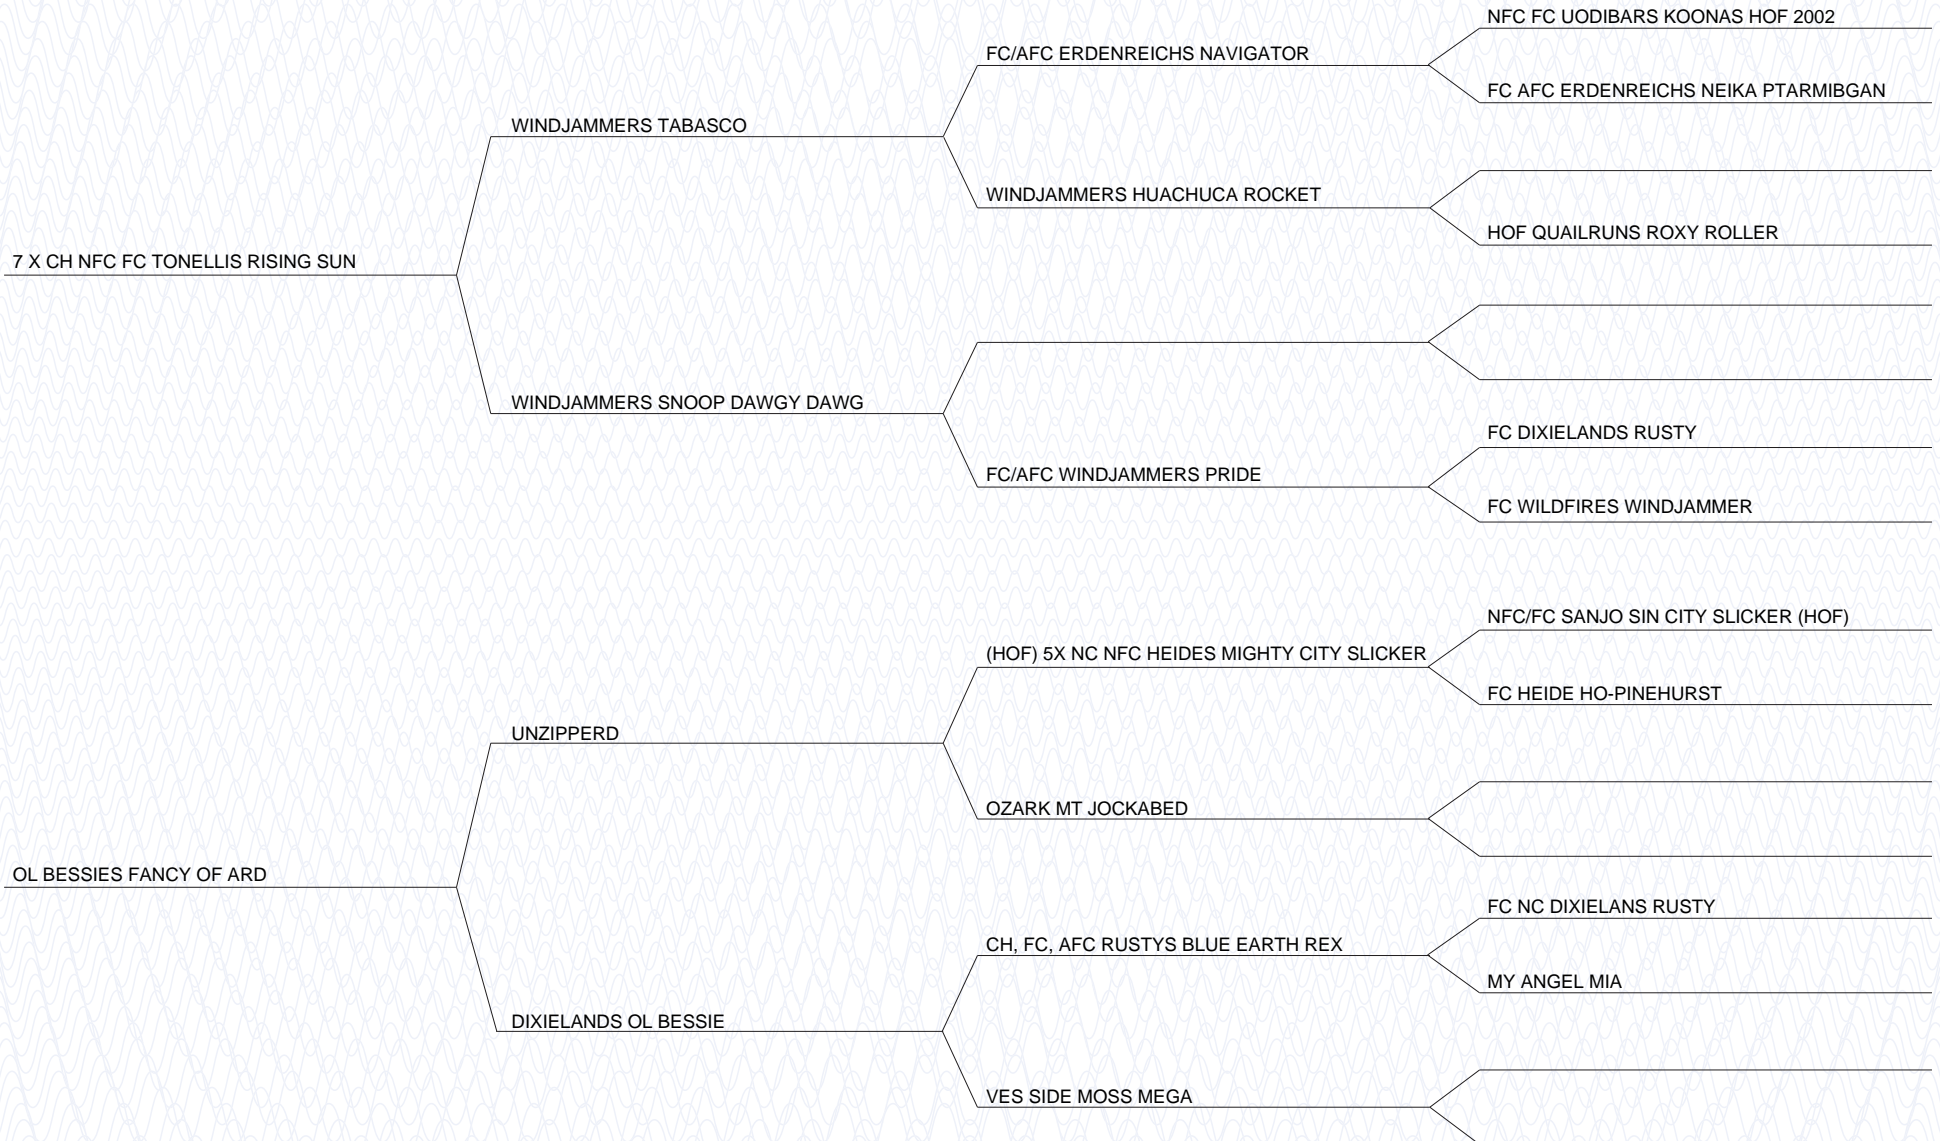 NFC FC UODIBARS KOONAS HOF 2002
FC/AFC ERDENREICHS NAVIGATOR
FC AFC ERDENREICHS NEIKA PTARMIBGAN
WINDJAMMERS TABASCO
WINDJAMMERS HUACHUCA ROCKET
HOF QUAILRUNS ROXY ROLLER
7 X CH NFC FC TONELLIS RISING SUN
WINDJAMMERS SNOOP DAWGY DAWG
FC DIXIELANDS RUSTY
FC/AFC WINDJAMMERS PRIDE
FC WILDFIRES WINDJAMMER
NFC/FC SANJO SIN CITY SLICKER (HOF)
(HOF) 5X NC NFC HEIDES MIGHTY CITY SLICKER
FC HEIDE HO-PINEHURST
UNZIPPERD
OZARK MT JOCKABED
OL BESSIES FANCY OF ARD
FC NC DIXIELANS RUSTY
CH, FC, AFC RUSTYS BLUE EARTH REX
MY ANGEL MIA
DIXIELANDS OL BESSIE
VES SIDE MOSS MEGA